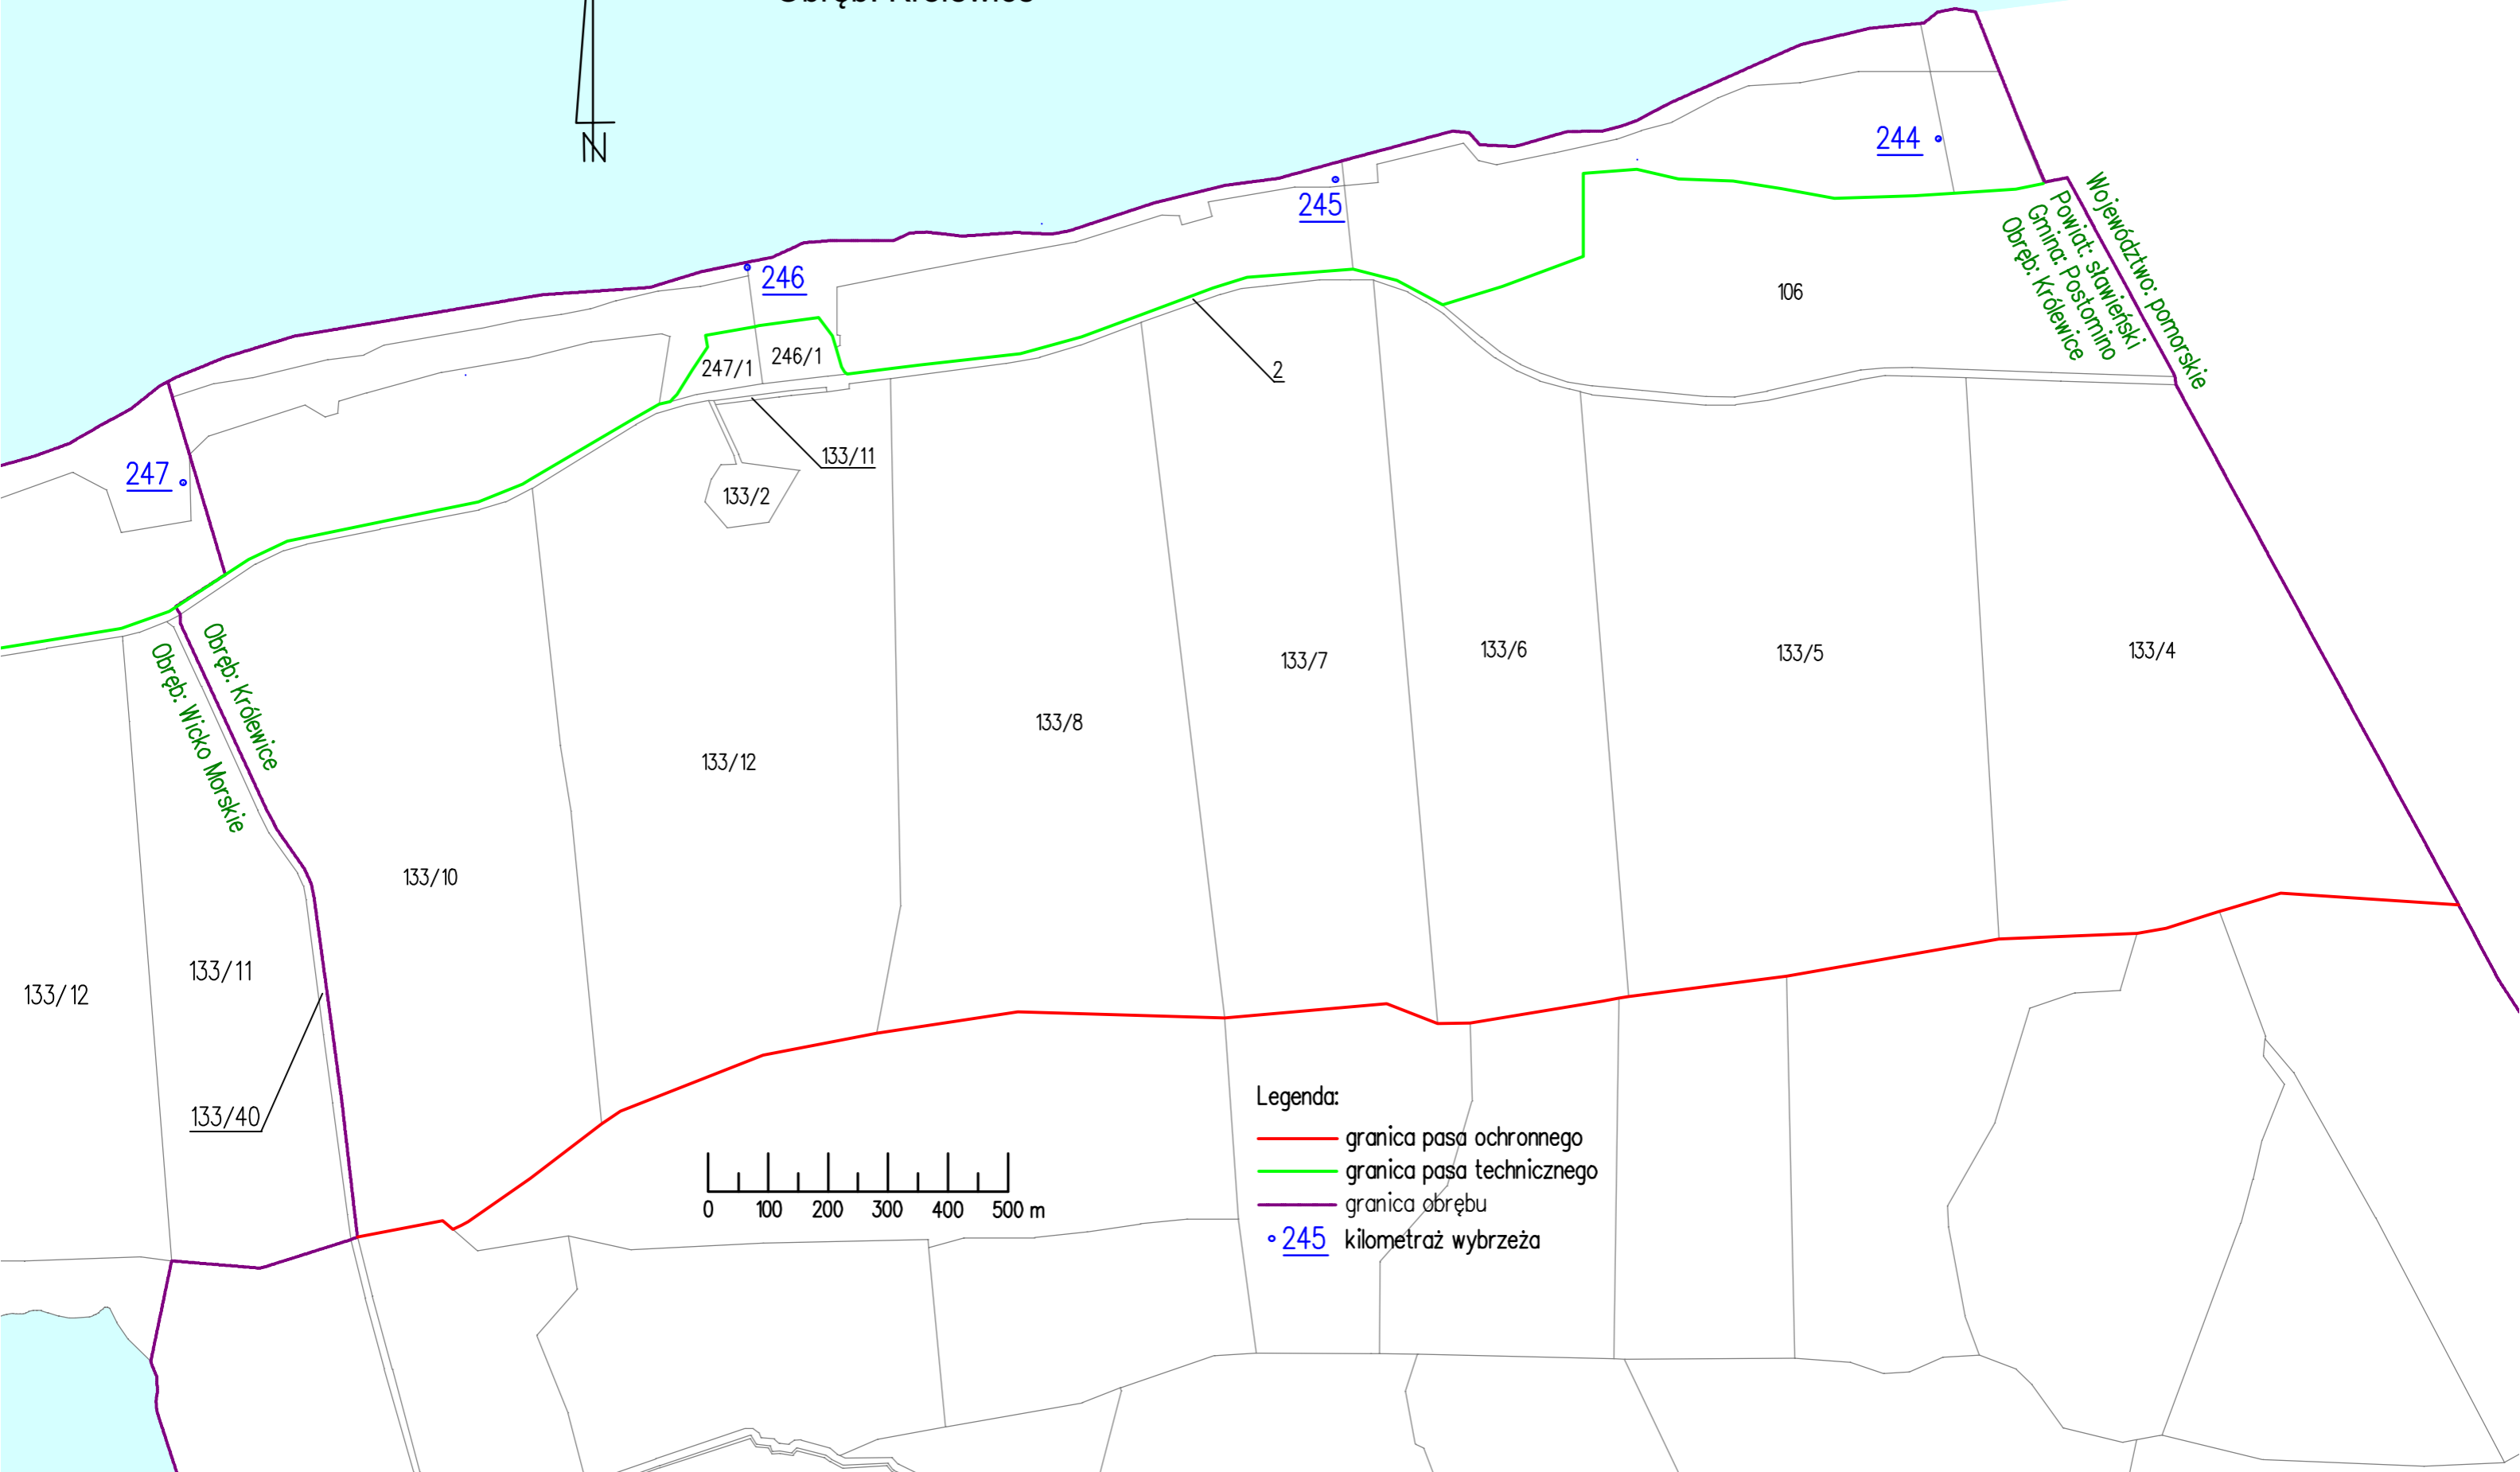 Obręb: Królewice
N
244
245
246
247
Województwo: pomorskie
Powiat: sławieński
Gmina: Postomino
Obręb: Królewice
106
2
246/1
247/1
133/11
133/2
Obręb: Królewice
Obręb: Wicko Morskie
133/4
133/5
133/6
133/7
133/8
133/12
133/10
133/11
133/12
133/40
Legenda:
granica pasa ochronnego
granica pasa technicznego
granica obrębu
245 kilometraż wybrzeża
0 100 200 300 400 500 m